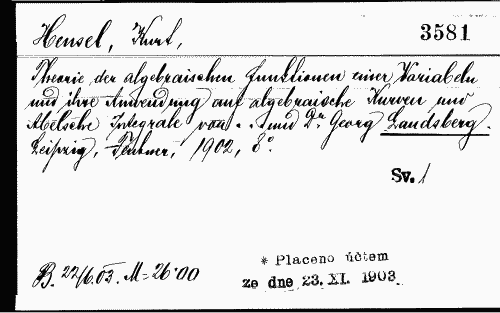 Hensel, Kurt,
3581
Theorie der algebraischen Funktionen einer Variabeln
und ihre Anwendung auf algebraische Kurven und
Abelsche Integrale von . . und Dr. Georg Landsberg.
Leipzig, Teubner, 1902, 8°.
Sv. 1
* Placeno účtem
ze dne 23. XI. 1903
B. 22/6.03. M = 26·00